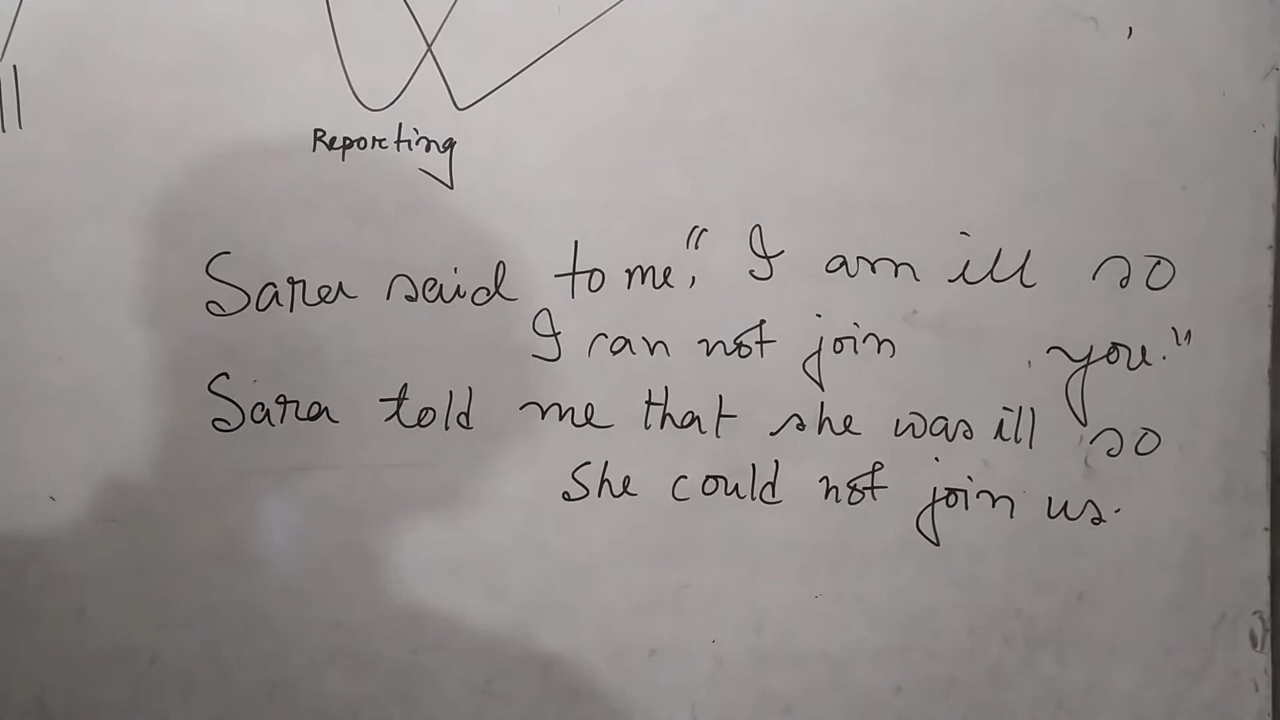 Reporting
Sara said to me, "I am ill so
I can not join you."
Sara told me that she was ill so
She could not join us.